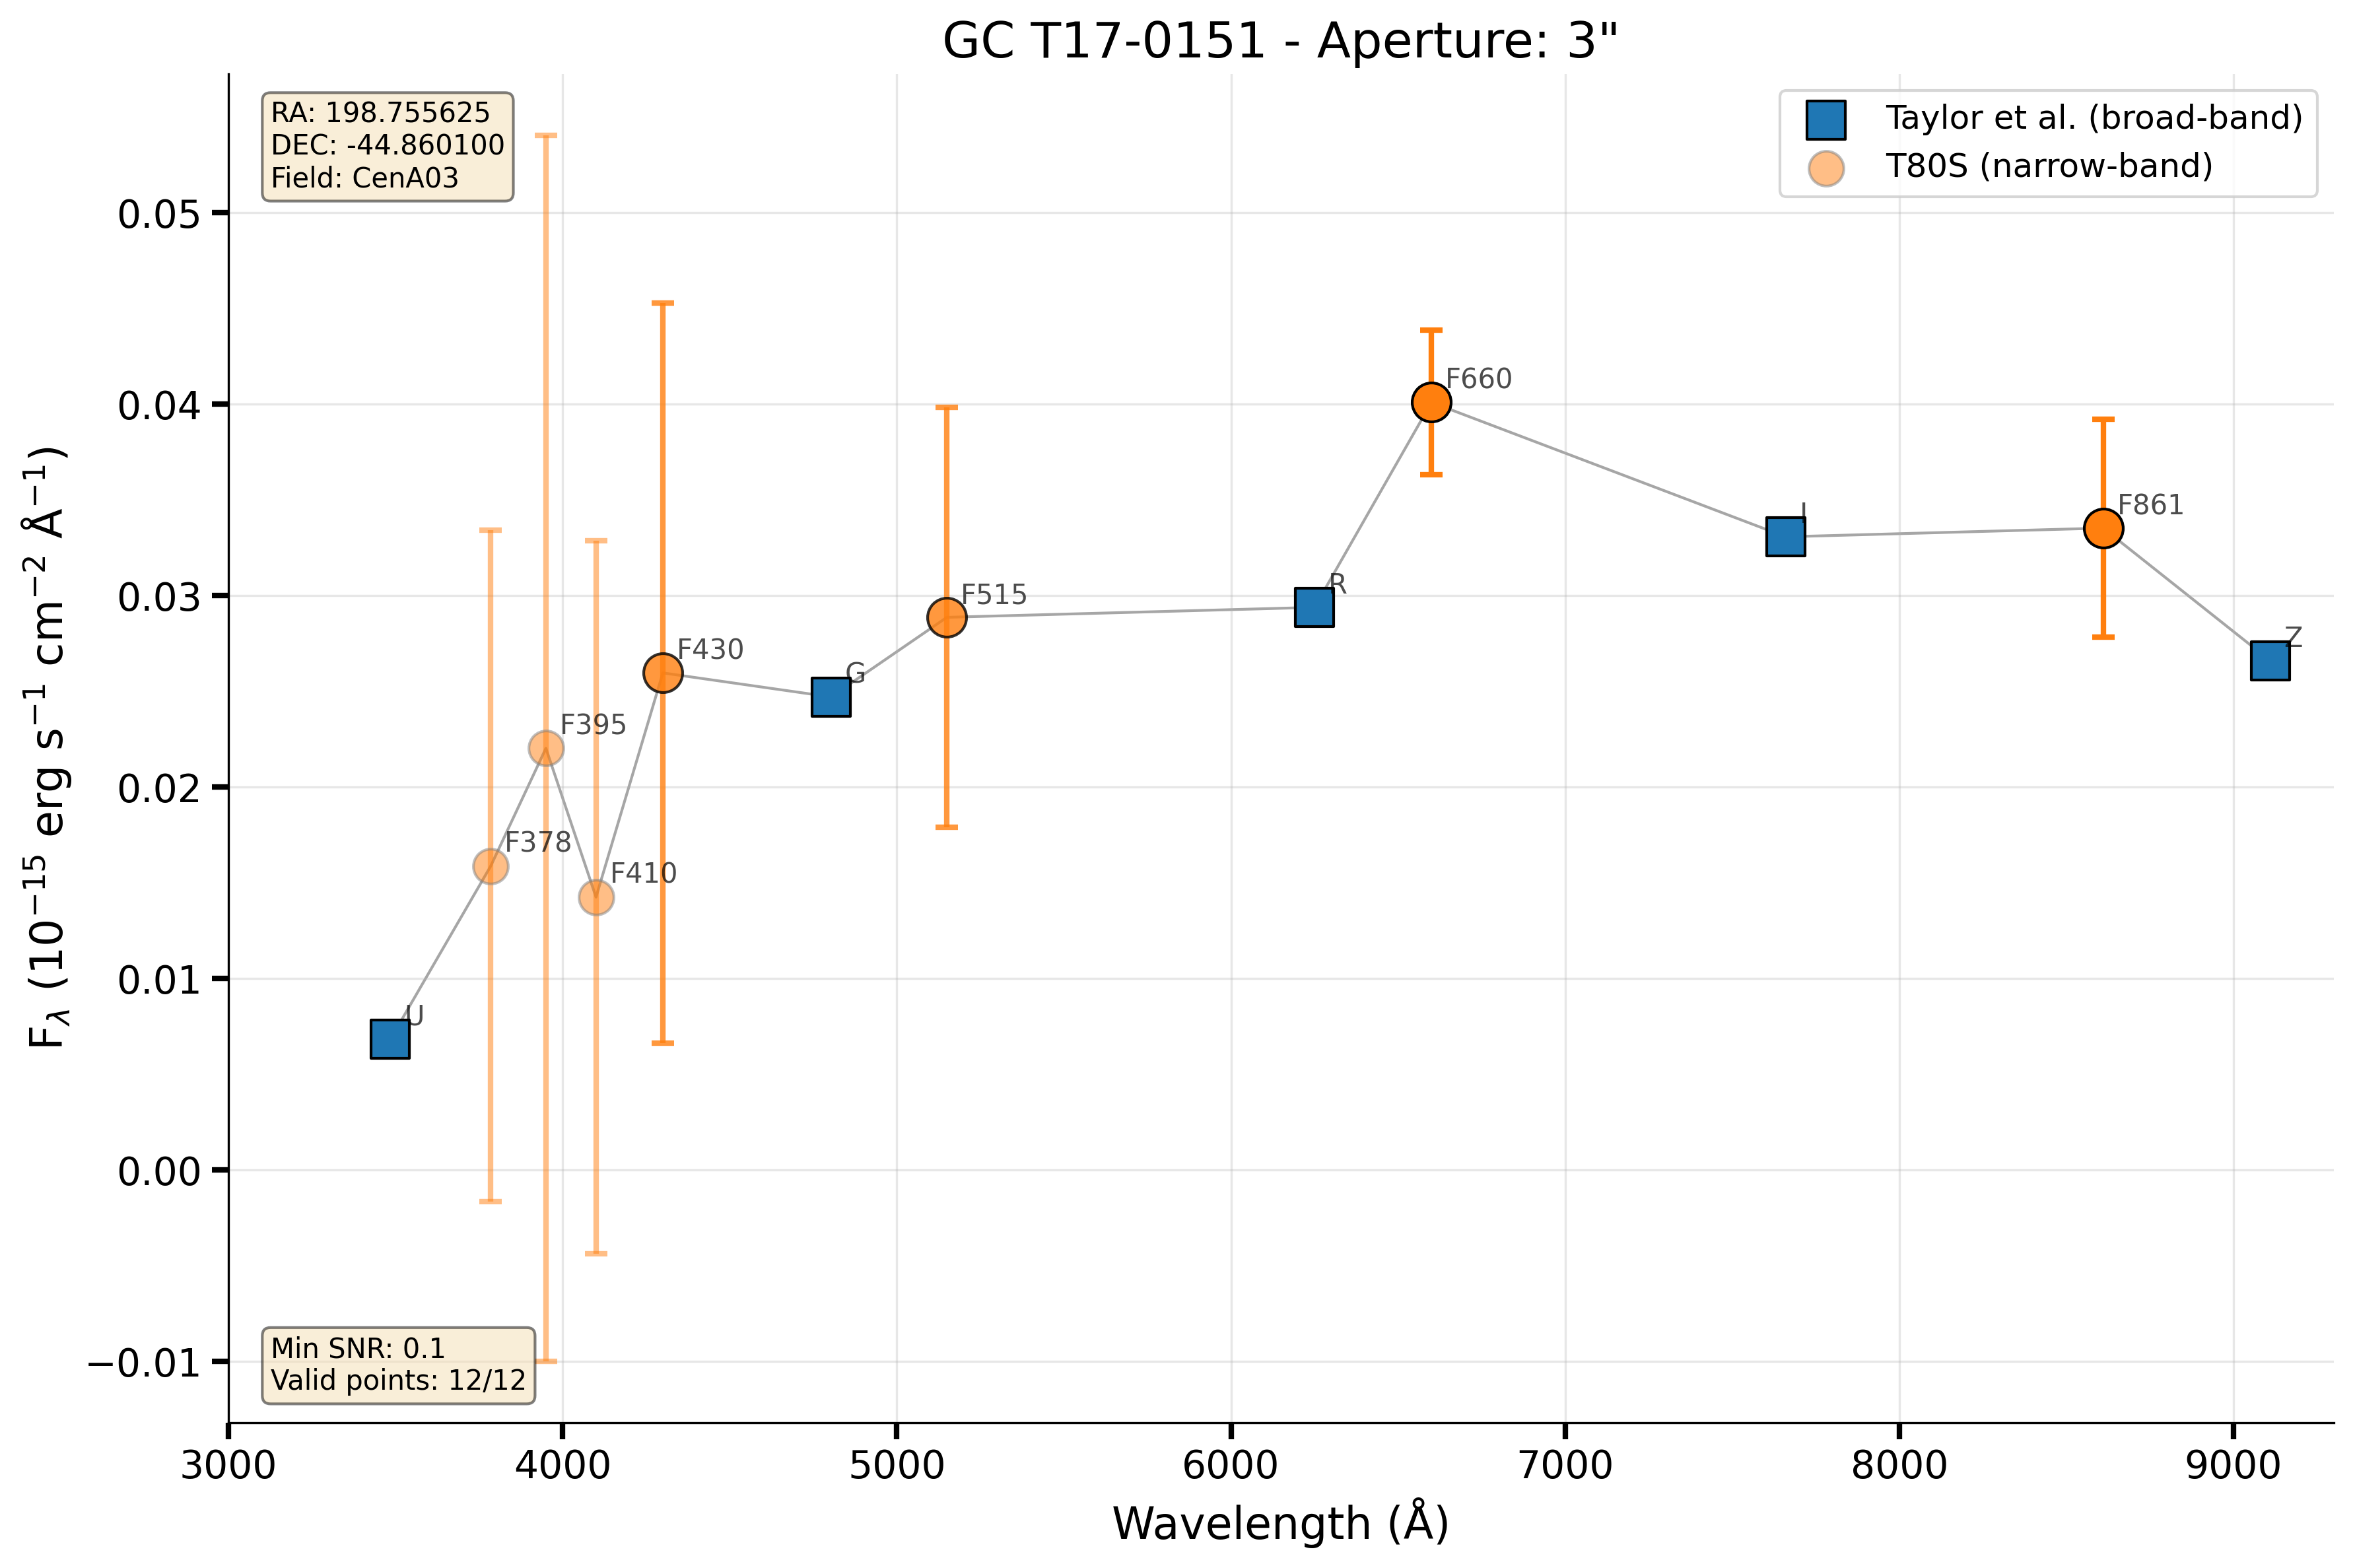 GC T17-0151 - Aperture: 3"
RA: 198.755625
DEC: -44.860100
Field: CenA03
Taylor et al. (broad-band)
T80S (narrow-band)
F_λ (10⁻¹⁵ erg s⁻¹ cm⁻² Å⁻¹)
0.05
0.04
0.03
0.02
0.01
0.00
−0.01
U
F378
F395
F410
F430
G
F515
R
F660
I
F861
Z
Min SNR: 0.1
Valid points: 12/12
3000 4000 5000 6000 7000 8000 9000
Wavelength (Å)